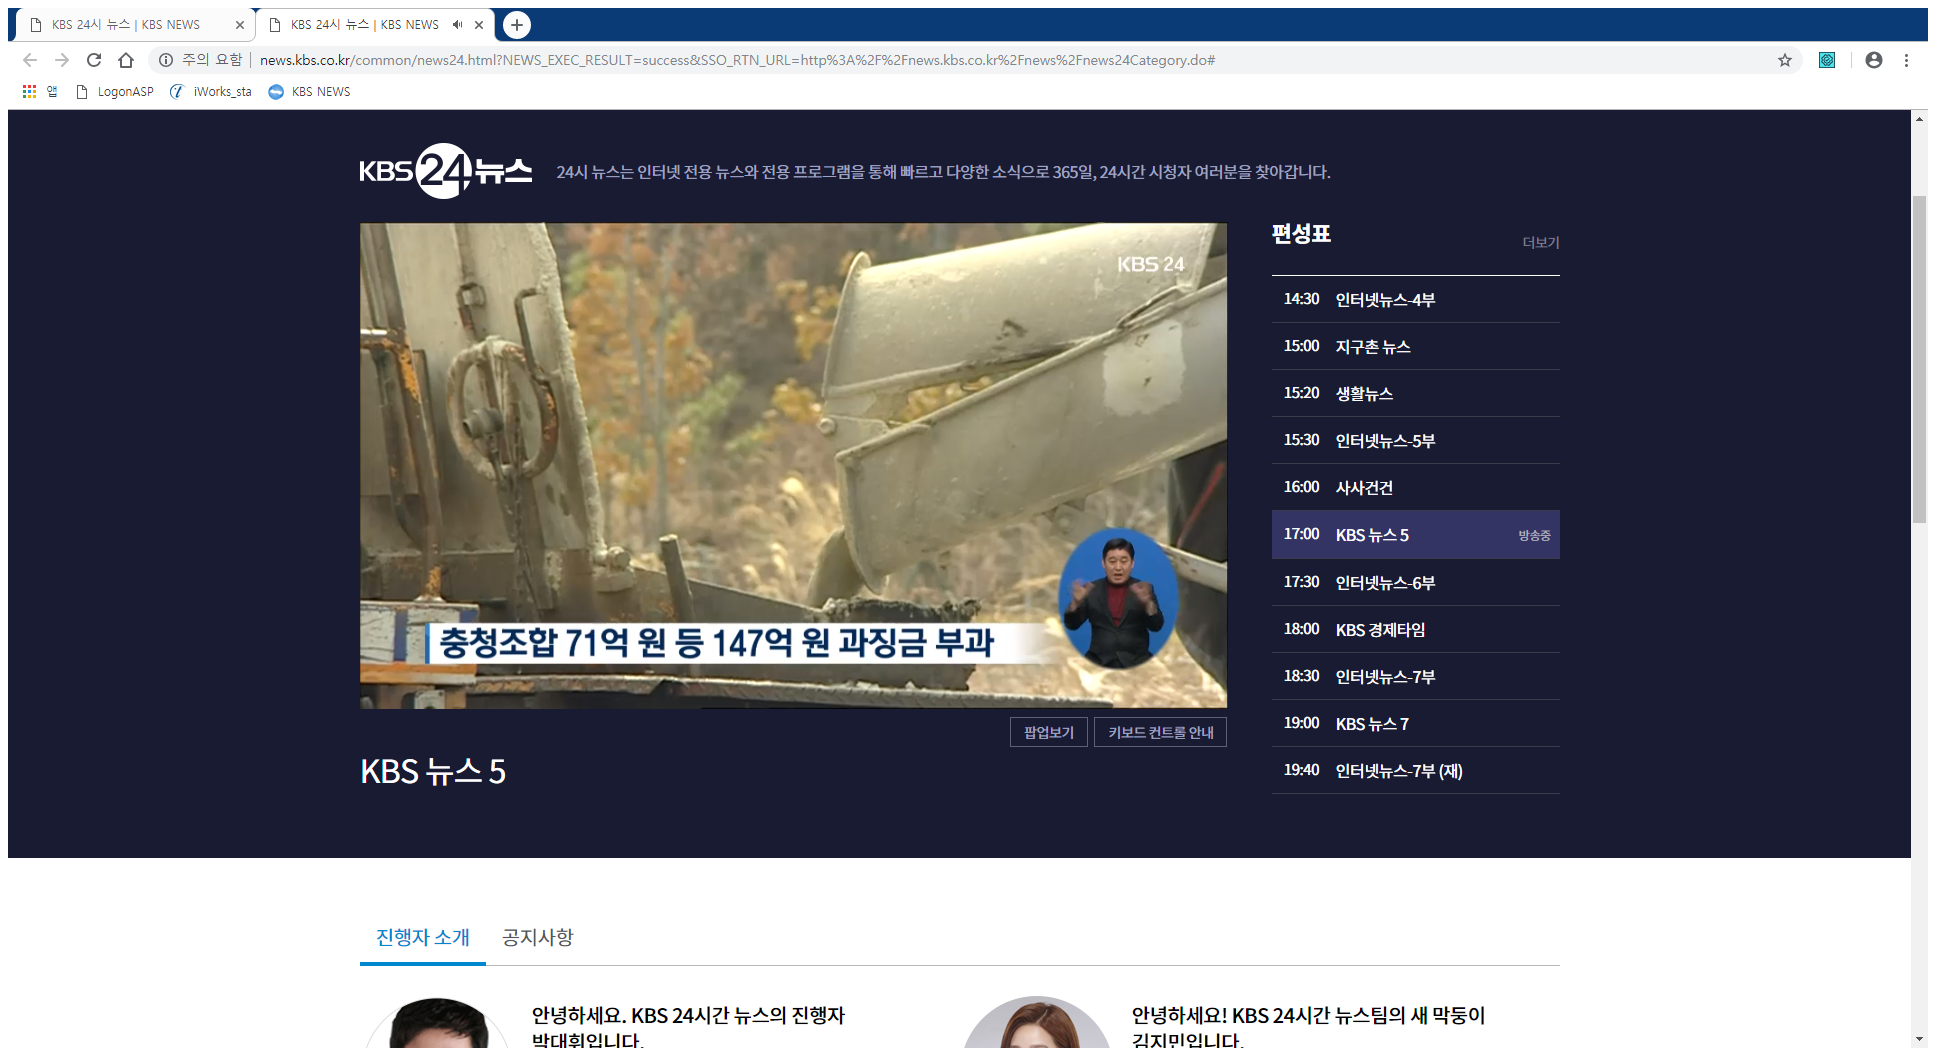 KBS 24시 뉴스 | KBS NEWS
KBS 24시 뉴스 | KBS NEWS
주의 요함
news.kbs.co.kr/common/news24.html?NEWS_EXEC_RESULT=success&SSO_RTN_URL=http%3A%2F%2Fnews.kbs.co.kr%2Fnews%2Fnews24Category.do#
앱
LogonASP
iWorks_sta
KBS NEWS
KBS 24 뉴스
24시 뉴스는 인터넷 전용 뉴스와 전용 프로그램을 통해 빠르고 다양한 소식으로 365일, 24시간 시청자 여러분을 찾아갑니다.
KBS 24
충청조합 71억 원 등 147억 원 과징금 부과
팝업보기
키보드 컨트롤 안내
KBS 뉴스 5
편성표
더보기
14:30 인터넷뉴스-4부
15:00 지구촌 뉴스
15:20 생활뉴스
15:30 인터넷뉴스-5부
16:00 사사건건
17:00 KBS 뉴스 5 방송중
17:30 인터넷뉴스-6부
18:00 KBS 경제타임
18:30 인터넷뉴스-7부
19:00 KBS 뉴스 7
19:40 인터넷뉴스-7부 (재)
진행자 소개
공지사항
안녕하세요. KBS 24시간 뉴스의 진행자
박대휘입니다.
안녕하세요! KBS 24시간 뉴스팀의 새 막둥이
김지민입니다.